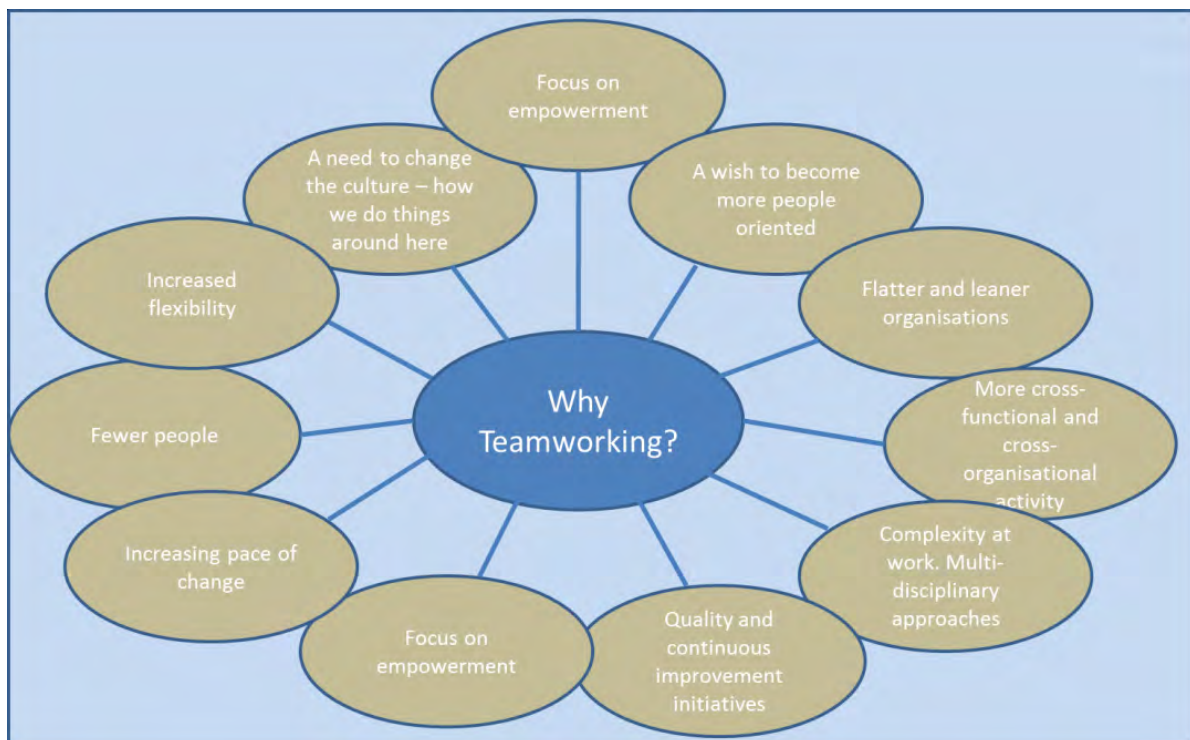 Focus on
empowerment
A wish to become
more people
oriented
Flatter and leaner
organisations
More cross-
functional and
cross-
organisational
activity
Complexity at
work. Multi-
disciplinary
approaches
Quality and
continuous
improvement
initiatives
Focus on
empowerment
Increasing pace of
change
Fewer people
Increased
flexibility
A need to change
the culture – how
we do things
around here
Why
Teamworking?